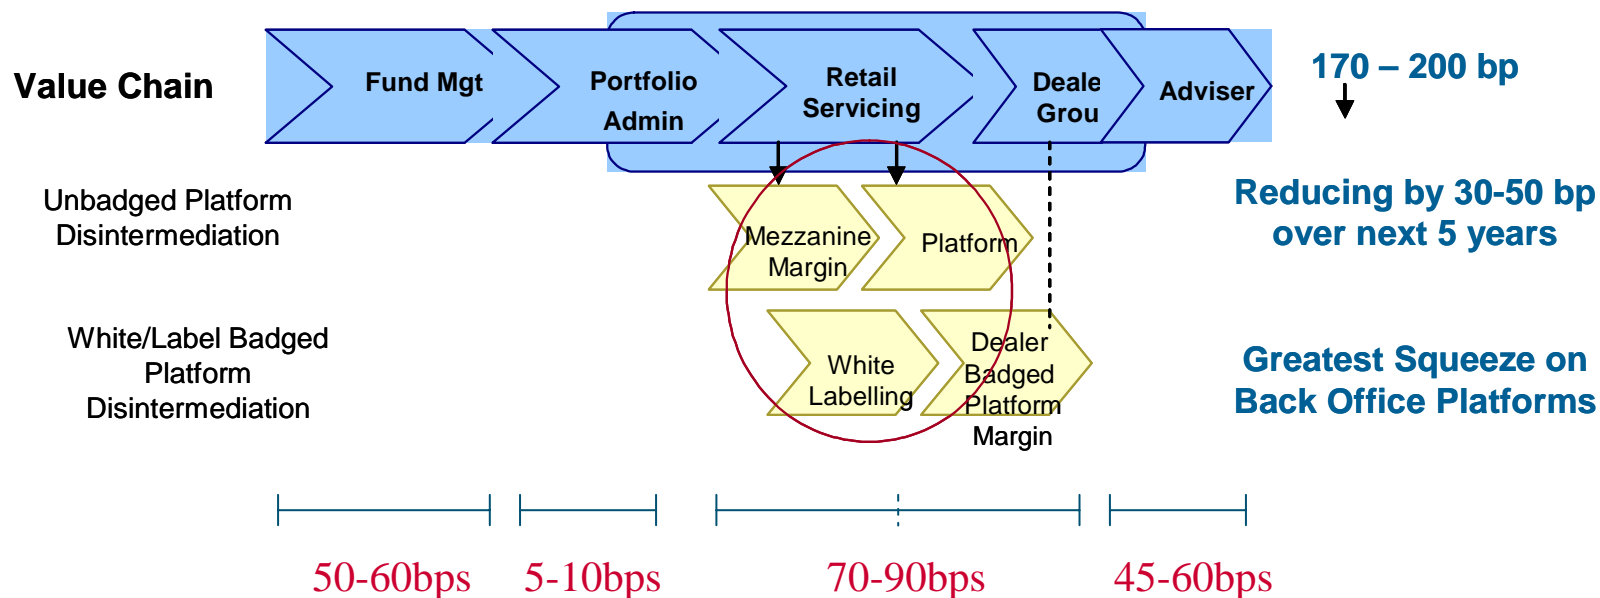 Value Chain
Fund Mgt
Portfolio
Admin
Retail
Servicing
Deale
Grou
Adviser
170 – 200 bp
Unbadged Platform
Disintermediation
Mezzanine
Margin
Platform
Reducing by 30-50 bp
over next 5 years
White/Label Badged
Platform
Disintermediation
White
Labelling
Dealer
Badged
Platform
Margin
Greatest Squeeze on
Back Office Platforms
50-60bps
5-10bps
70-90bps
45-60bps